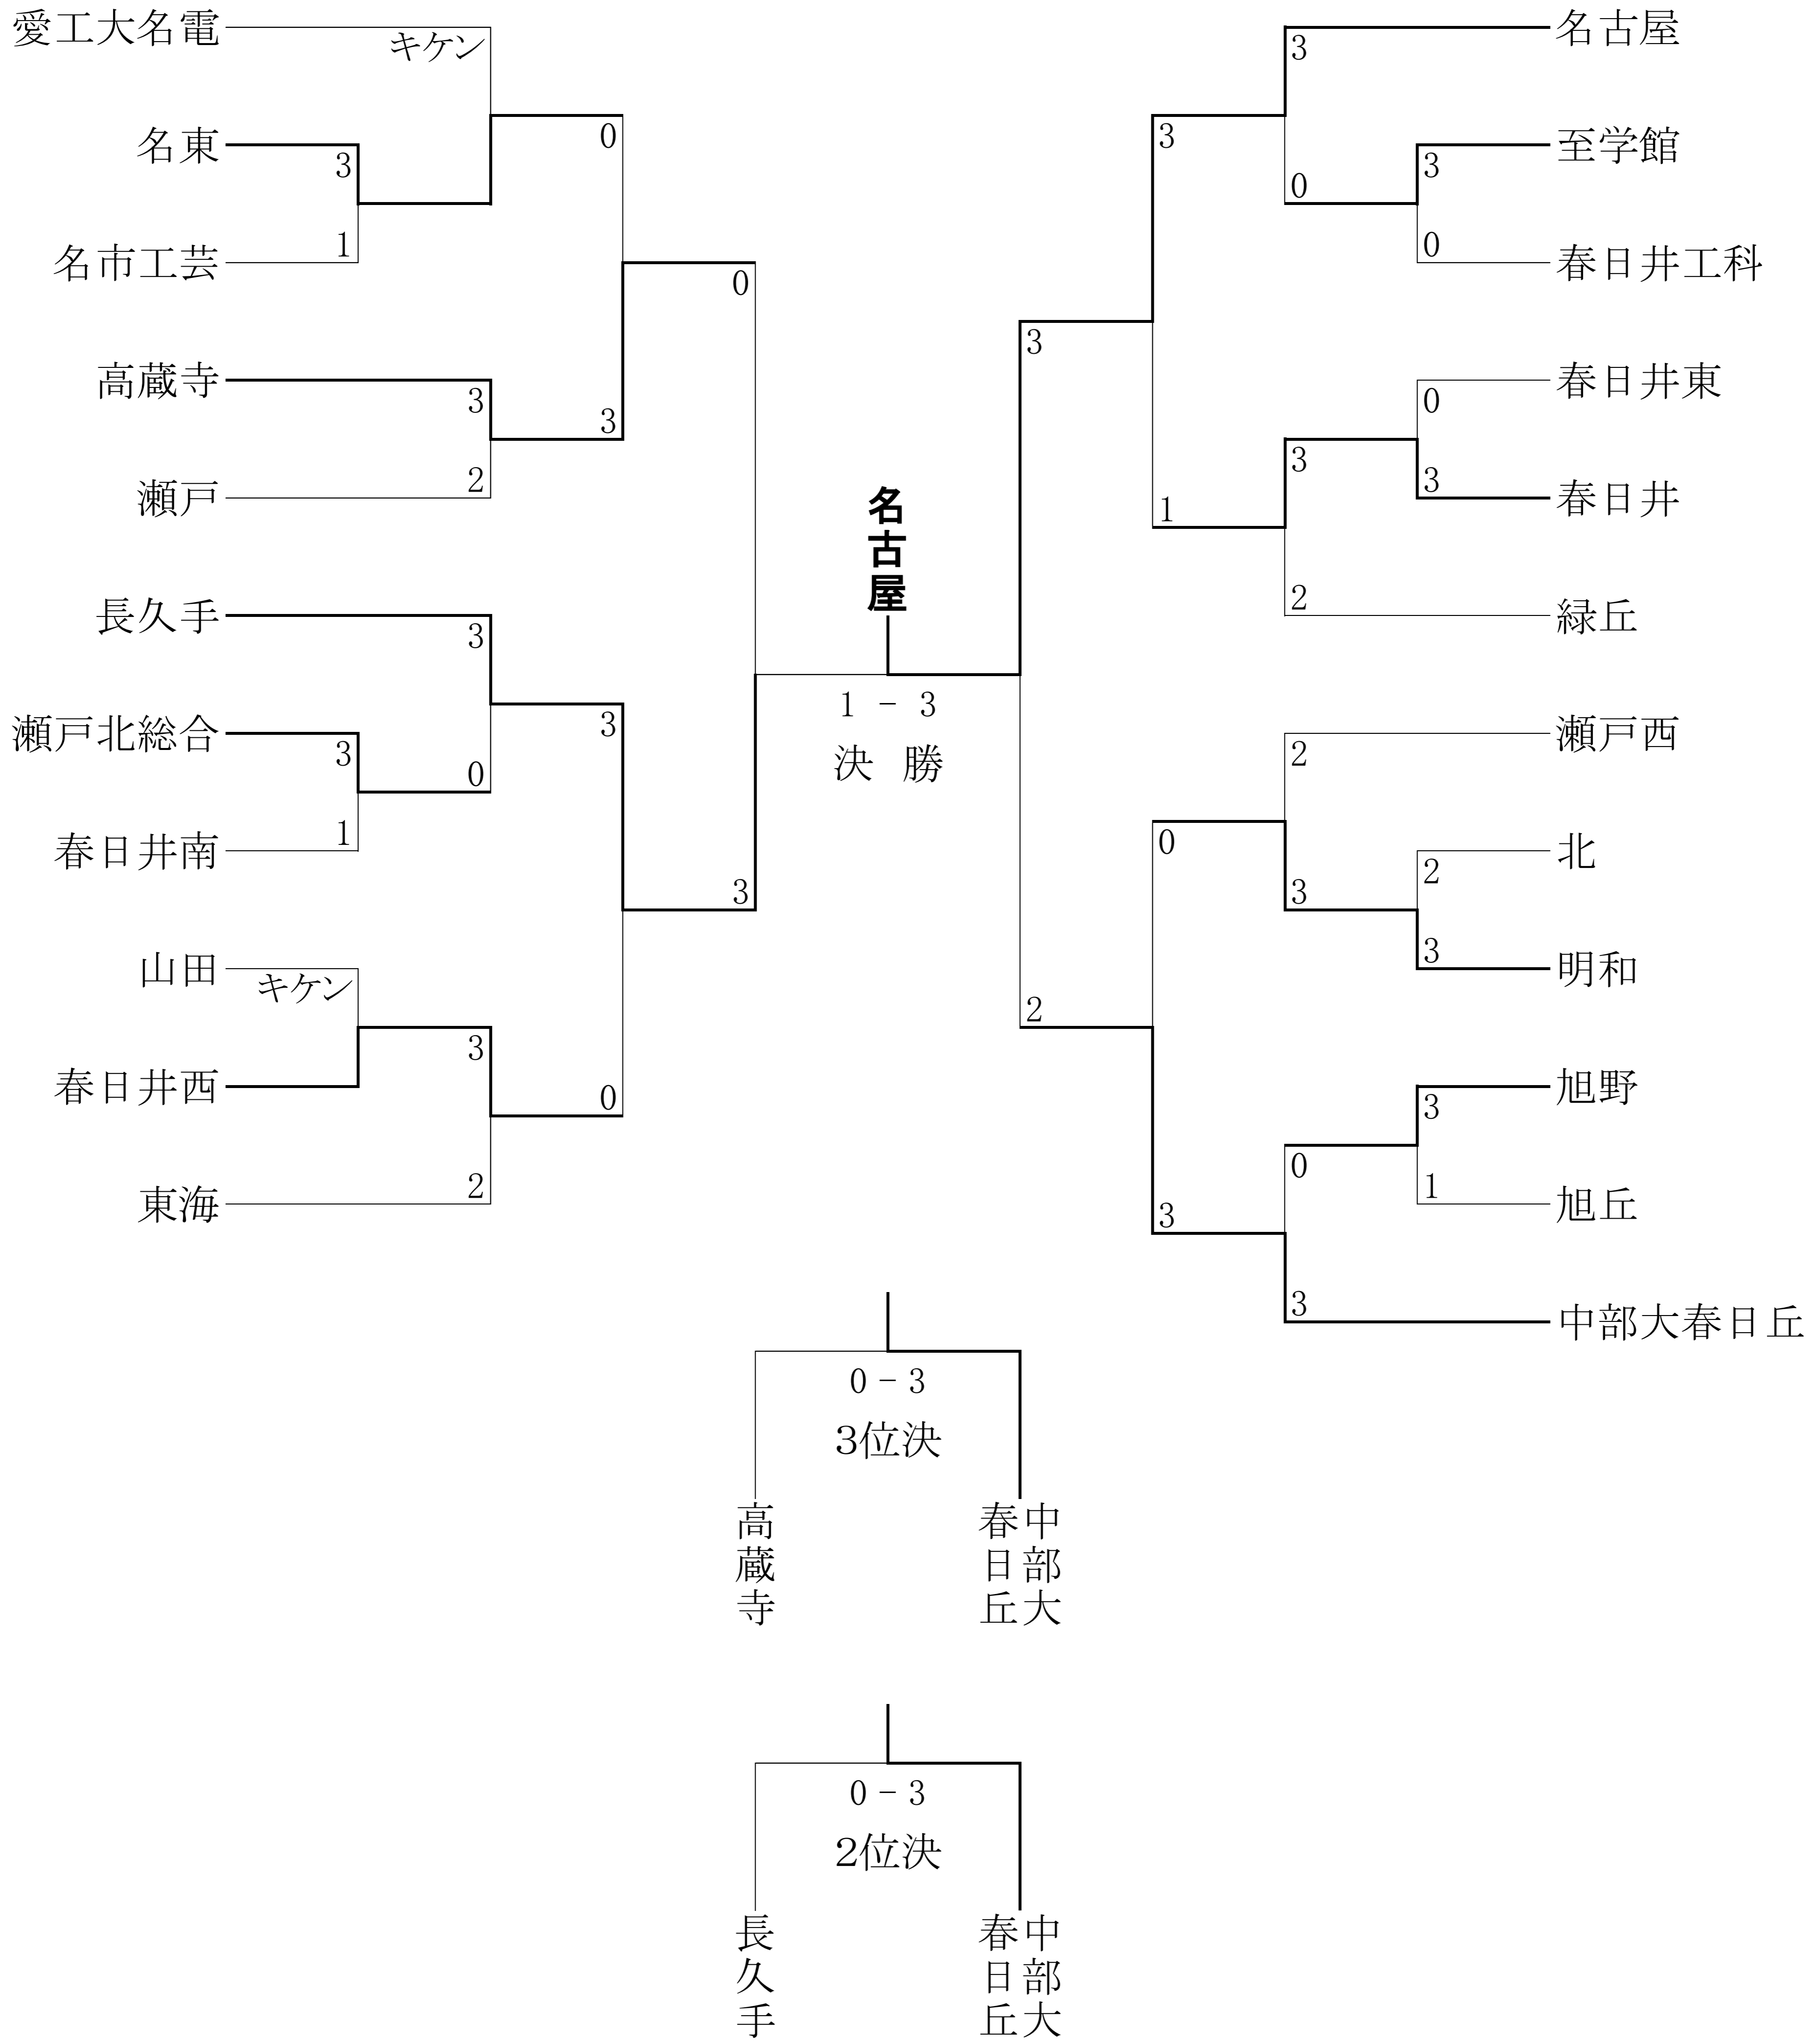 愛工大名電
キケン
名東
3
名市工芸
1
0
高蔵寺
3
瀬戸
2
3
0
長久手
3
瀬戸北総合
3
春日井南
1
0
3
山田
キケン
春日井西
3
東海
2
0
3
名古屋
1 - 3
決 勝
名古屋
3
至学館
3
春日井工科
0
0
3
春日井東
0
春日井
3
3
緑丘
2
1
3
瀬戸西
2
北
2
明和
3
3
0
旭野
3
旭丘
1
0
中部大春日丘
3
3
2
0 - 3
3位決
高蔵寺
中部大
春日丘
0 - 3
2位決
長久手
中部大
春日丘